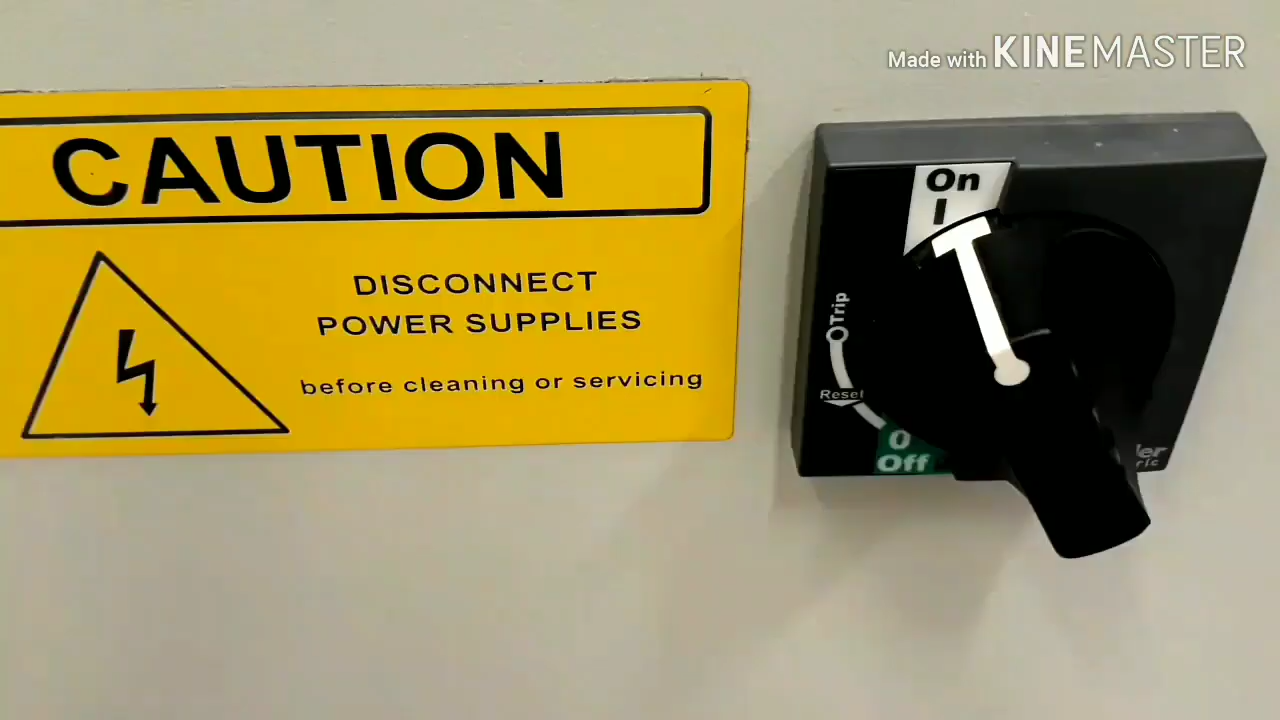 Made with KINEMASTER
CAUTION
DISCONNECT
POWER SUPPLIES
before cleaning or servicing
On
I
Trip
Reset
0
Off